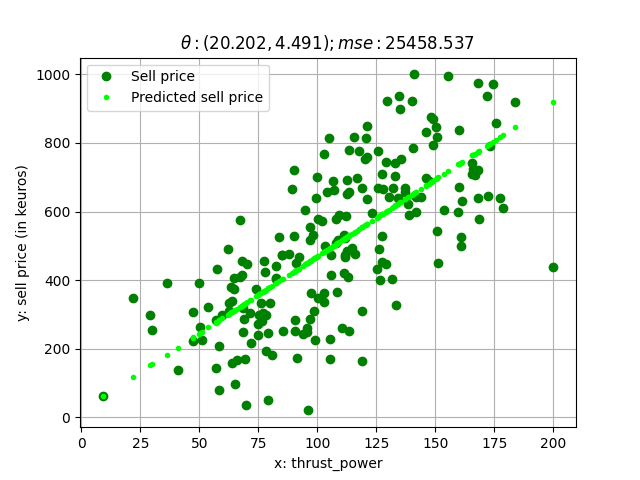 θ : (20.202, 4.491); mse : 25458.537
Sell price
Predicted sell price
y: sell price (in keuros)
1000
800
600
400
200
0
0 25 50 75 100 125 150 175 200
x: thrust_power